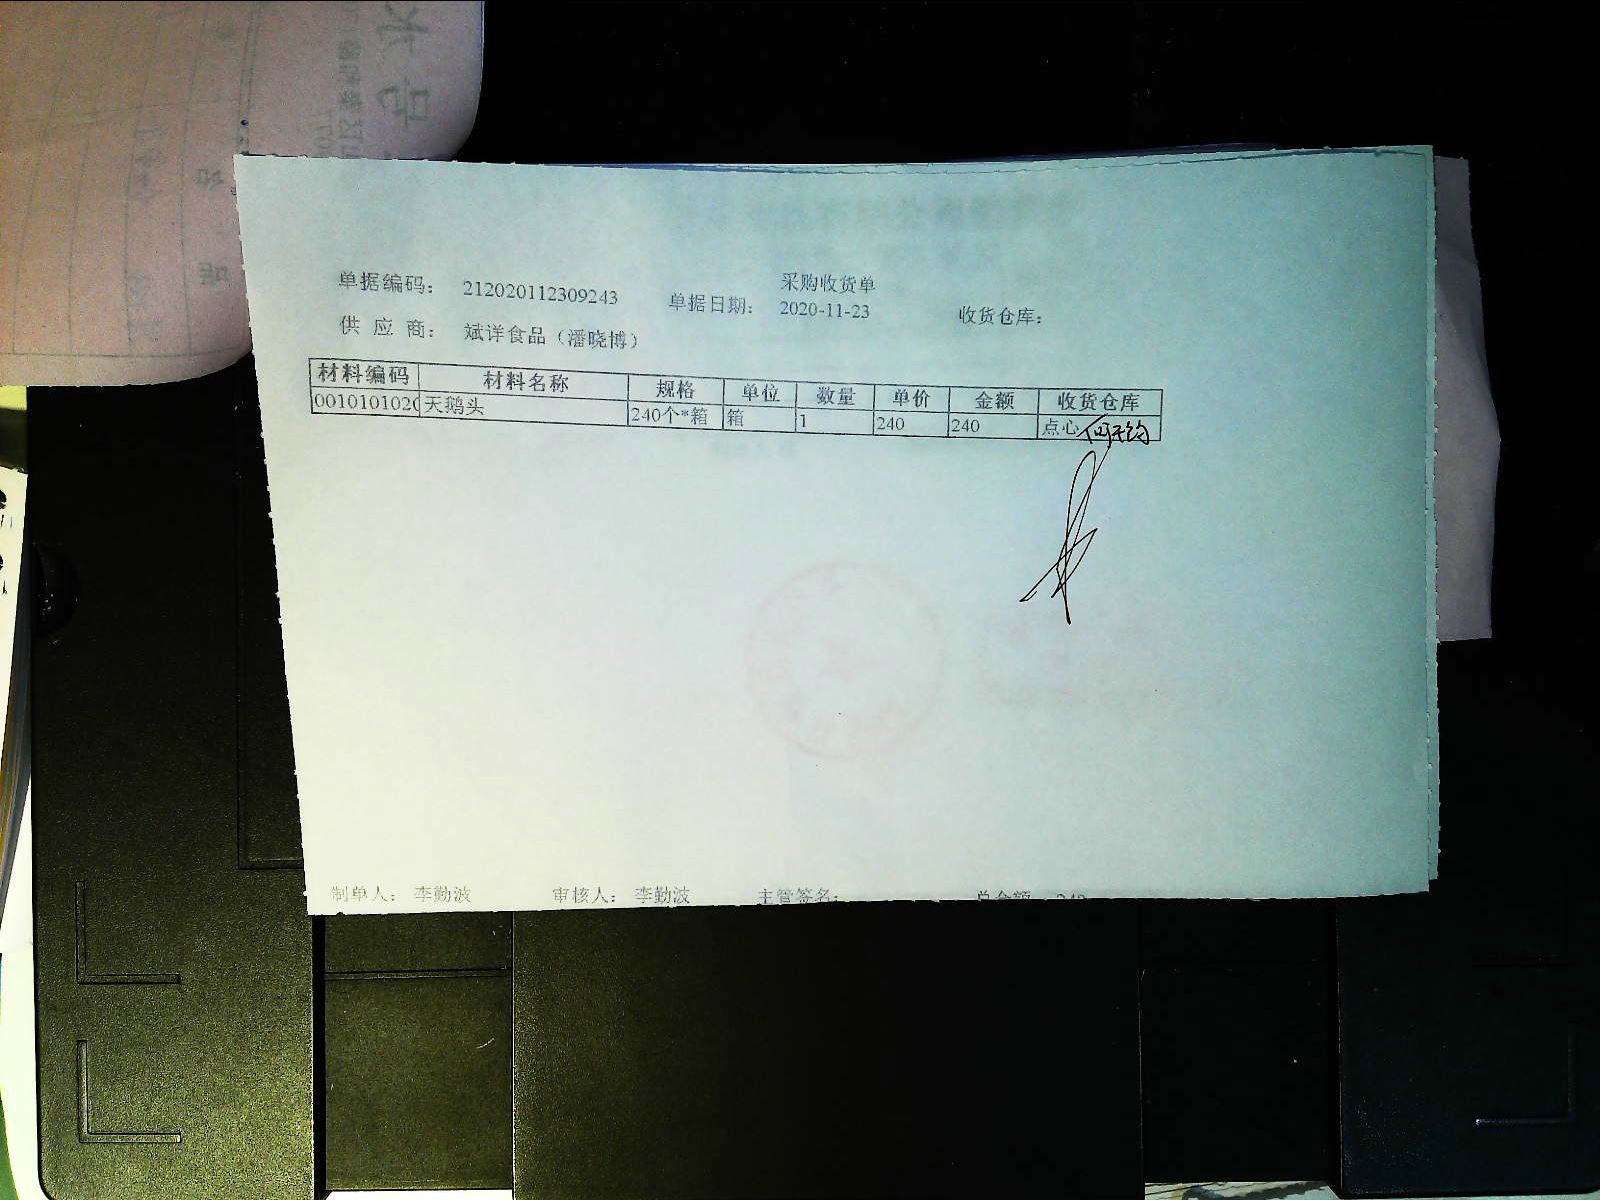 采购收货单
单据编码： 212020112309243 单据日期： 2020-11-23 收货仓库：
供 应 商： 斌详食品（潘晓博）
材料编码 材料名称 规格 单位 数量 单价 金额 收货仓库
0010101020 天鹅头 240个*箱 箱 1 240 240 点心
制单人： 李勤波 审核人： 李勤波 主管签名： 总金额 240